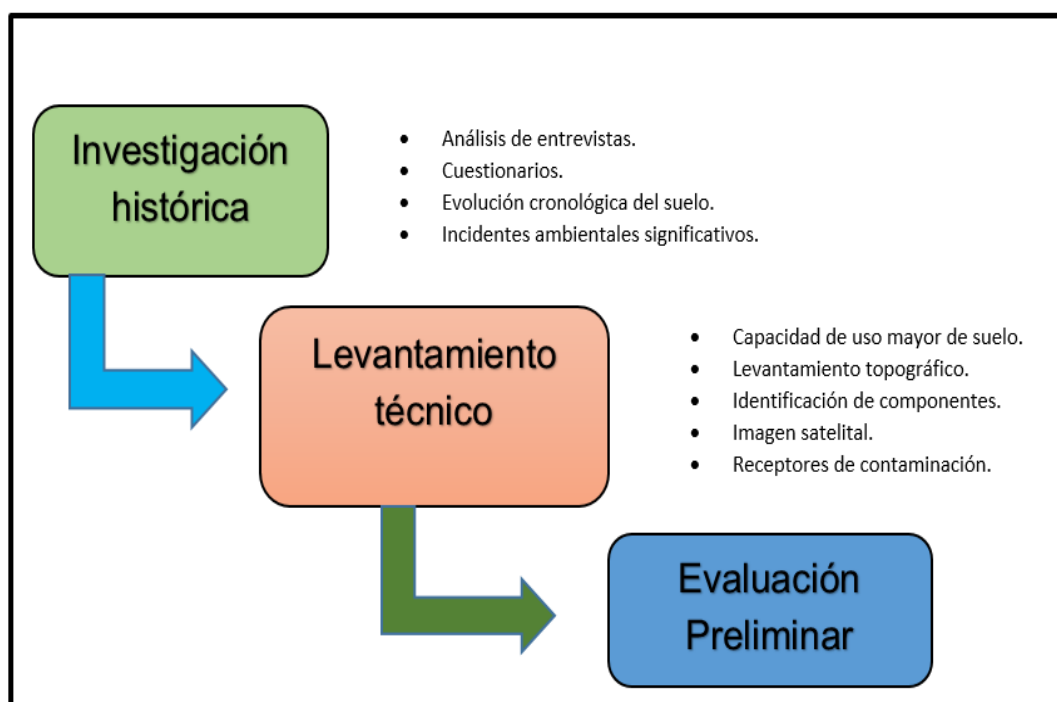 Investigación
histórica
• Análisis de entrevistas.
• Cuestionarios.
• Evolución cronológica del suelo.
• Incidentes ambientales significativos.
Levantamiento
técnico
• Capacidad de uso mayor de suelo.
• Levantamiento topográfico.
• Identificación de componentes.
• Imagen satelital.
• Receptores de contaminación.
Evaluación
Preliminar